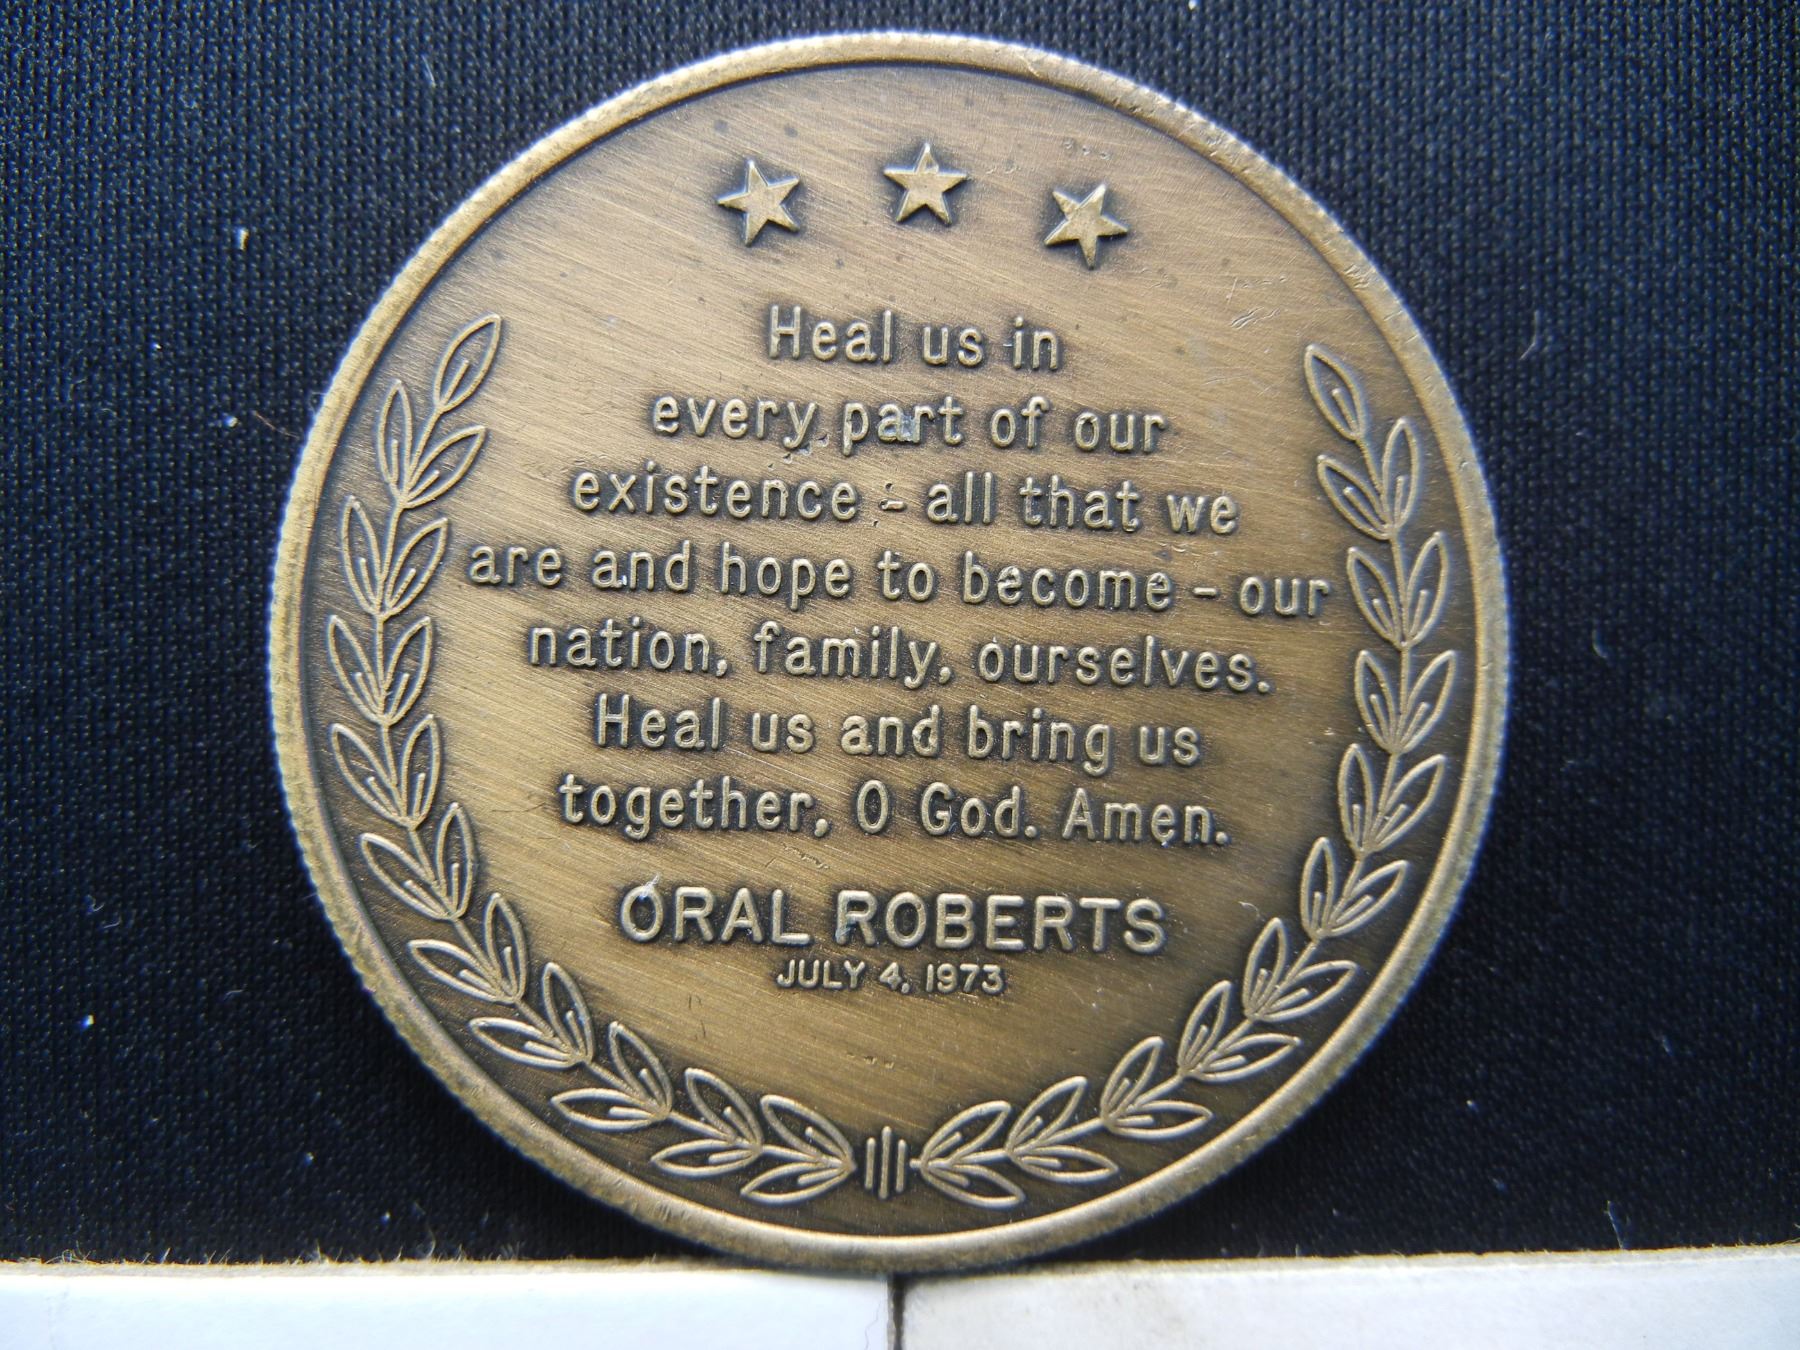 Heal us in
every part of our
existence - all that we
are and hope to become - our
nation, family, ourselves.
Heal us and bring us
together, O God. Amen.
ORAL ROBERTS
JULY 4, 1973